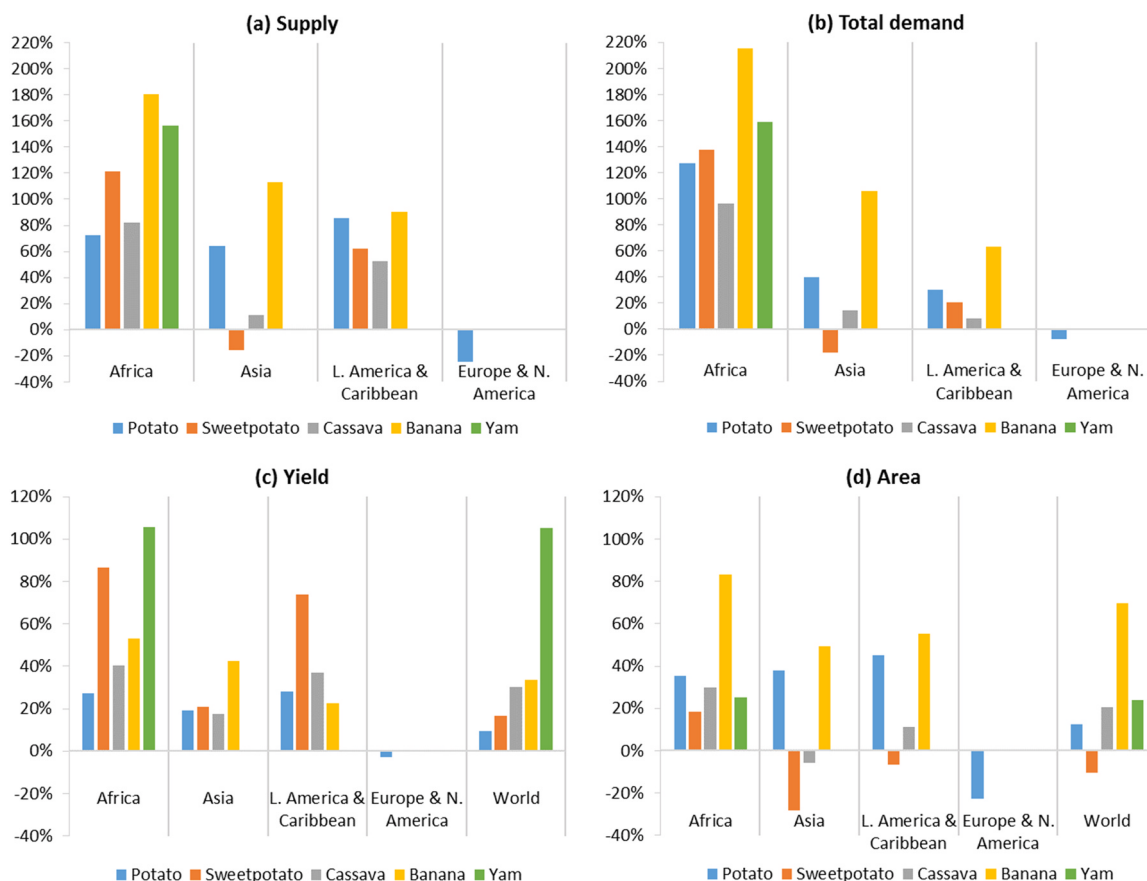 (a) Supply
220%
200%
180%
160%
140%
120%
100%
80%
60%
40%
20%
0%
-20%
-40%
Africa
Asia
L. America &
Caribbean
Europe & N.
America
Potato Sweetpotato Cassava Banana Yam
(b) Total demand
220%
200%
180%
160%
140%
120%
100%
80%
60%
40%
20%
0%
-20%
-40%
Africa
Asia
L. America &
Caribbean
Europe & N.
America
Potato Sweetpotato Cassava Banana Yam
(c) Yield
120%
100%
80%
60%
40%
20%
0%
-20%
-40%
Africa
Asia
L. America &
Caribbean
Europe & N.
America
World
Potato Sweetpotato Cassava Banana Yam
(d) Area
120%
100%
80%
60%
40%
20%
0%
-20%
-40%
Africa
Asia
L. America &
Caribbean
Europe & N.
America
World
Potato Sweetpotato Cassava Banana Yam